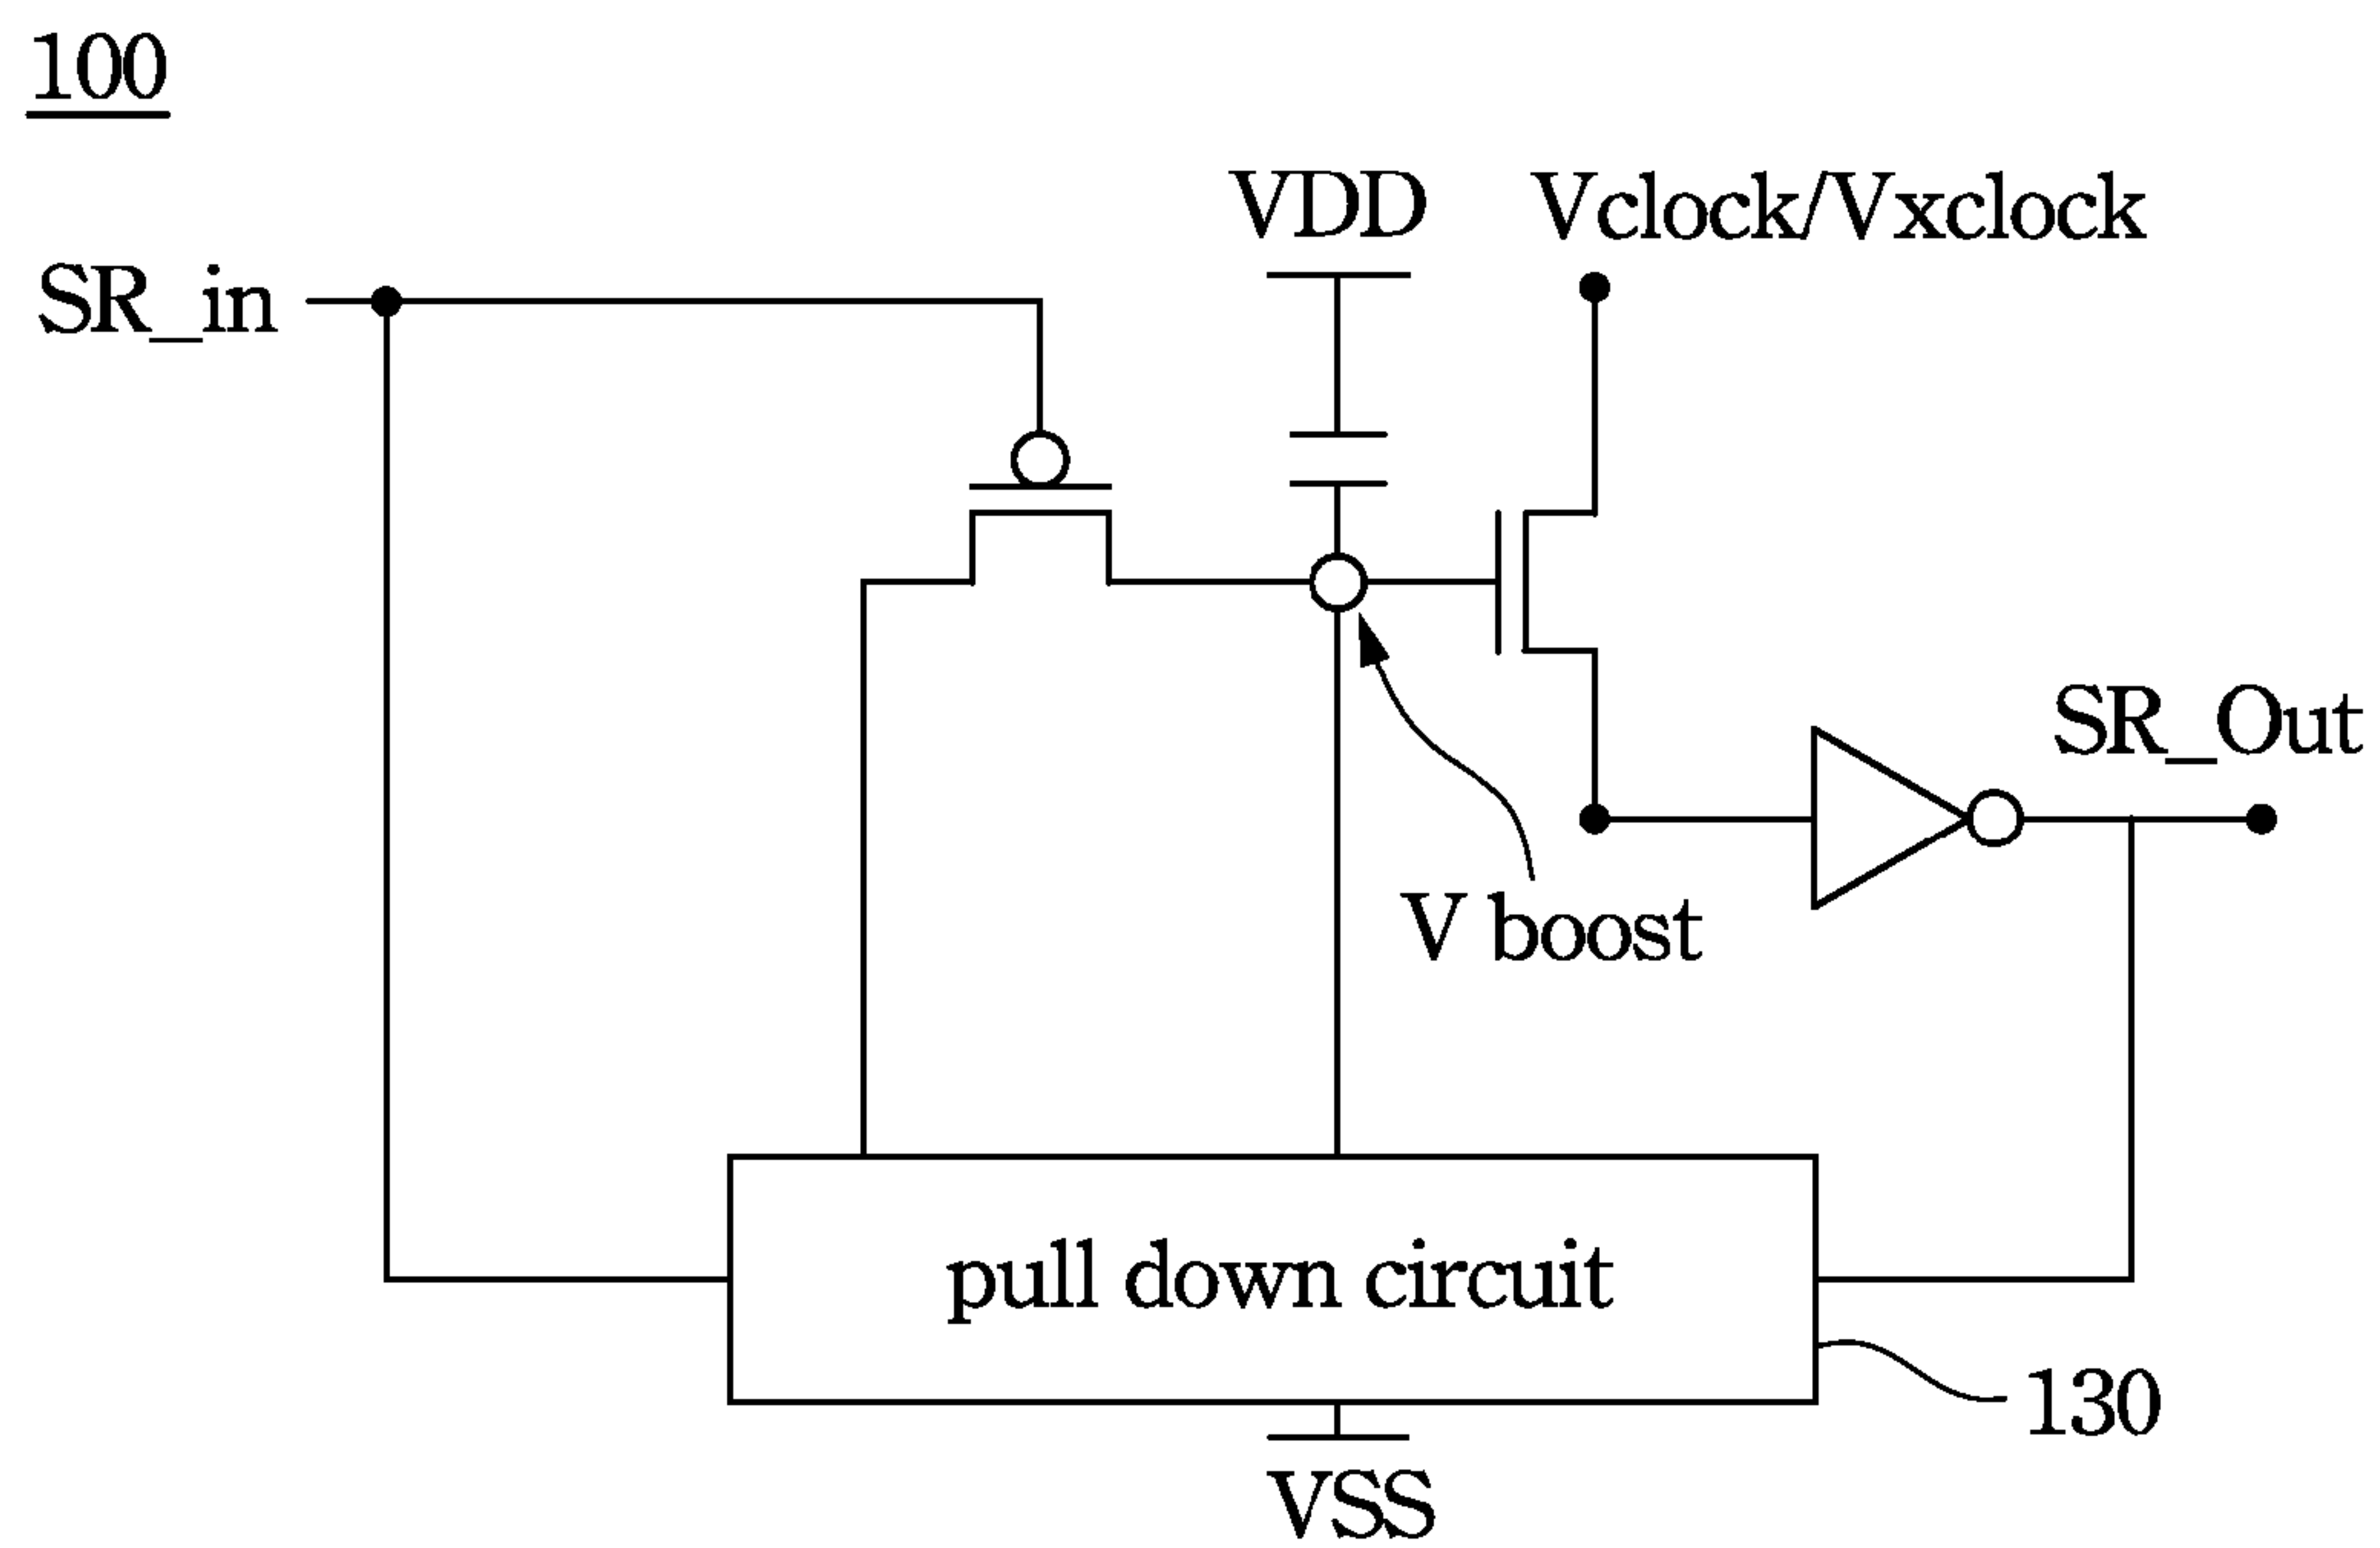 100
VDD
Vclock/Vxclock
SR_in
SR_Out
V boost
pull down circuit
130
VSS